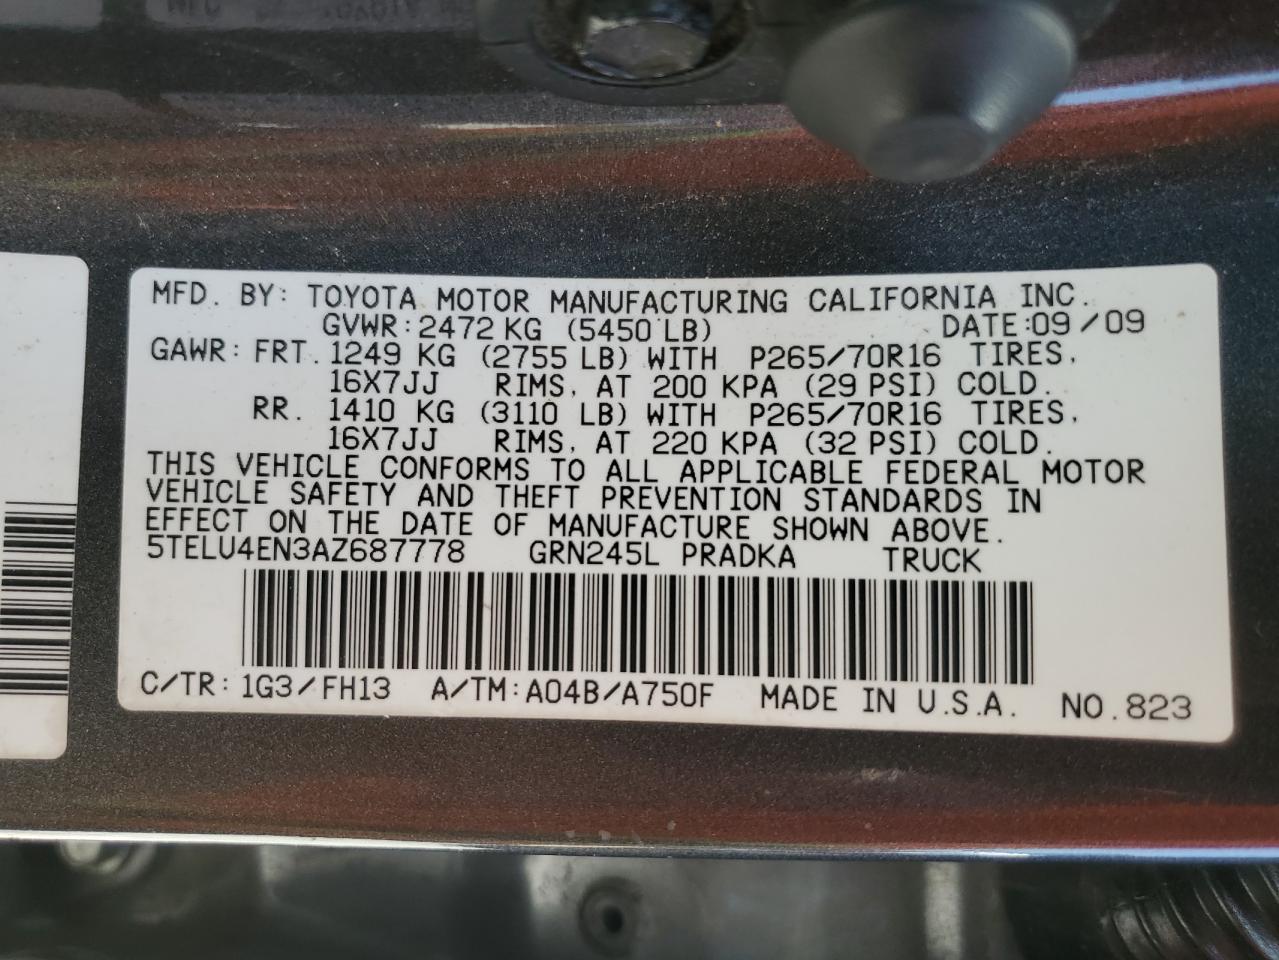 MFD. BY: TOYOTA MOTOR MANUFACTURING CALIFORNIA INC.
GVWR: 2472 KG (5450 LB) DATE: 09/09
GAWR: FRT. 1249 KG (2755 LB) WITH P265/70R16 TIRES,
16X7JJ RIMS, AT 200 KPA (29 PSI) COLD.
RR. 1410 KG (3110 LB) WITH P265/70R16 TIRES,
16X7JJ RIMS, AT 220 KPA (32 PSI) COLD.
THIS VEHICLE CONFORMS TO ALL APPLICABLE FEDERAL MOTOR
VEHICLE SAFETY AND THEFT PREVENTION STANDARDS IN
EFFECT ON THE DATE OF MANUFACTURE SHOWN ABOVE.
5TELU4EN3AZ687778 GRN245L PRADKA TRUCK
C/TR: 1G3/FH13 A/TM: A04B/A750F MADE IN U.S.A. NO. 823